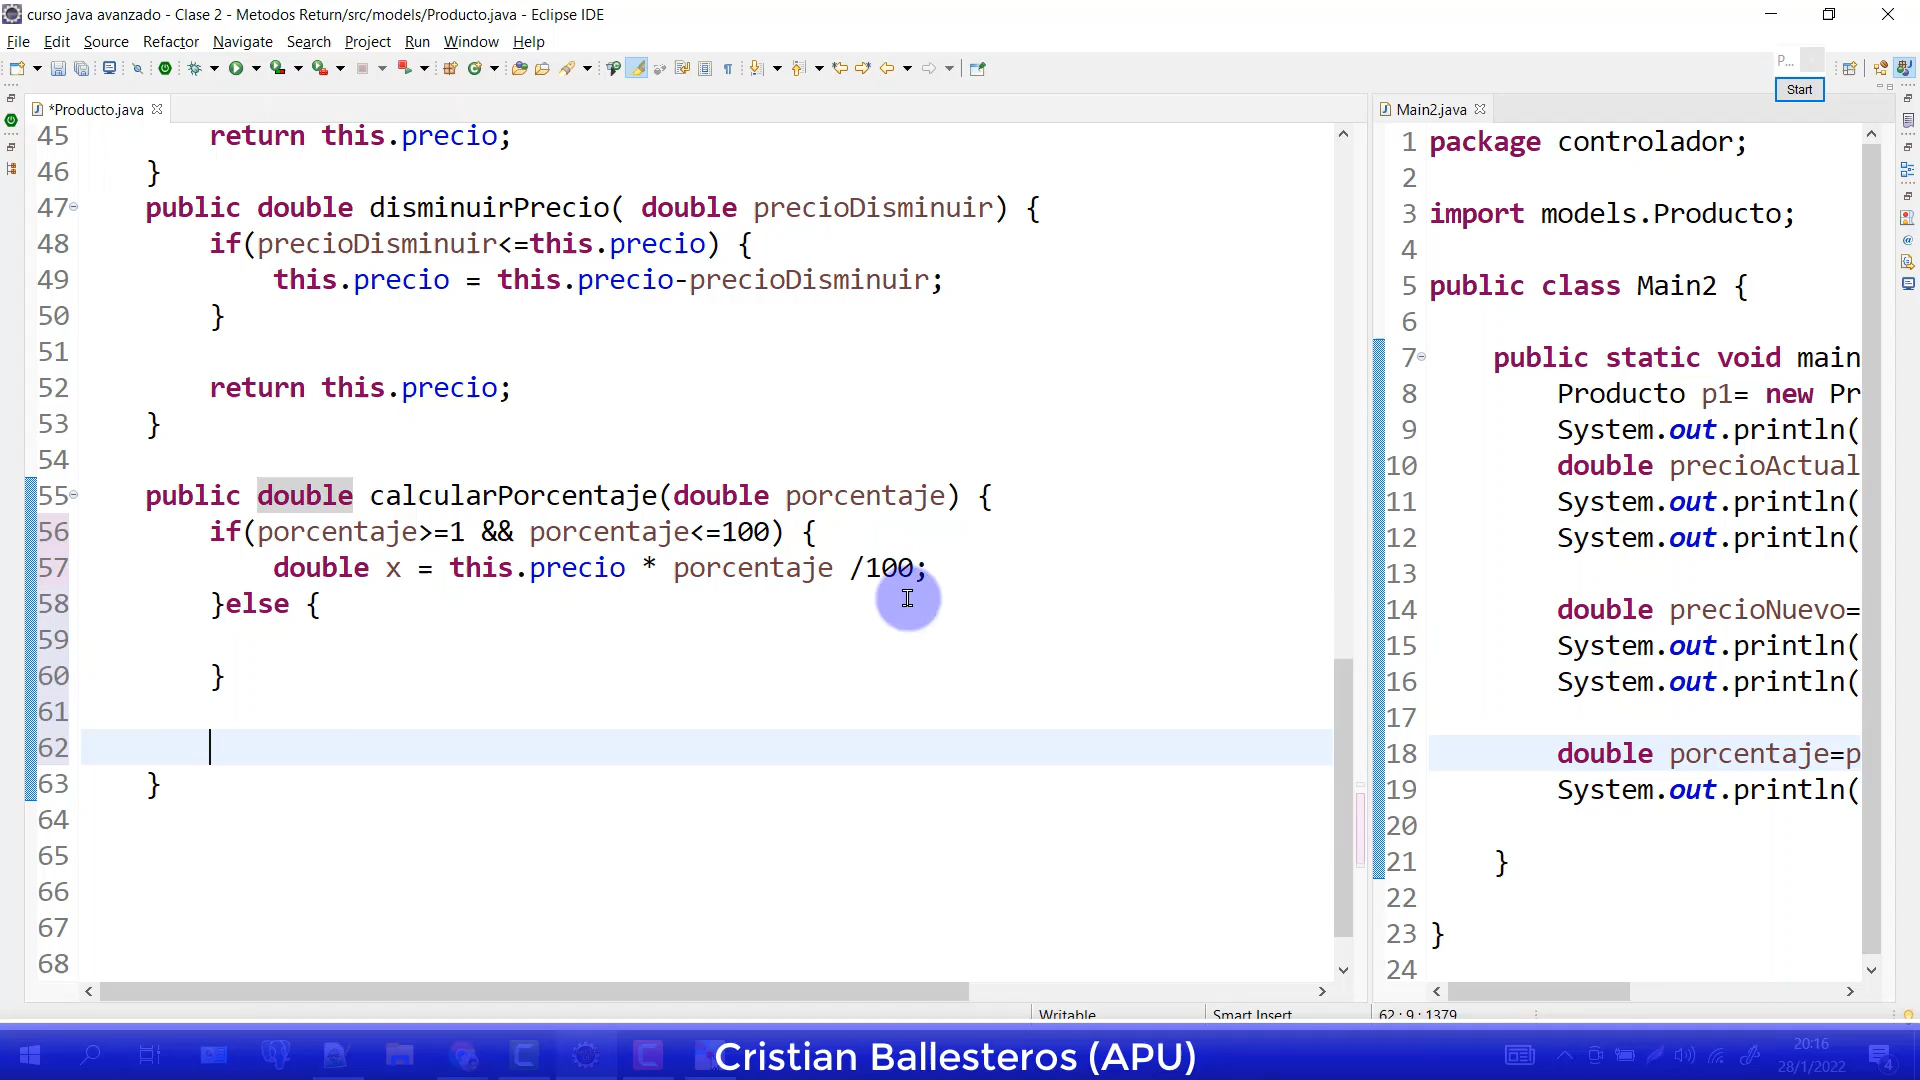 curso java avanzado - Clase 2 - Metodos Return/src/models/Producto.java - Eclipse IDE
File Edit Source Refactor Navigate Search Project Run Window Help
P...
Start
*Producto.java
45 return this.precio;
46 }
47 public double disminuirPrecio( double precioDisminuir) {
48 if(precioDisminuir<=this.precio) {
49 this.precio = this.precio-precioDisminuir;
50 }
51
52 return this.precio;
53 }
54
55 public double calcularPorcentaje(double porcentaje) {
56 if(porcentaje>=1 && porcentaje<=100) {
57 double x = this.precio * porcentaje /100;
58 }else {
59
60 }
61
62
63 }
64
65
66
67
68
Main2.java
1 package controlador;
2
3 import models.Producto;
4
5 public class Main2 {
6
7 public static void main
8 Producto p1= new Pr
9 System.out.println(
10 double precioActual
11 System.out.println(
12 System.out.println(
13
14 double precioNuevo=
15 System.out.println(
16 System.out.println(
17
18 double porcentaje=p
19 System.out.println(
20
21 }
22
23 }
24
Writable
Smart Insert
62 : 9 : 1379
Cristian Ballesteros (APU)
20:16
28/1/2022
4